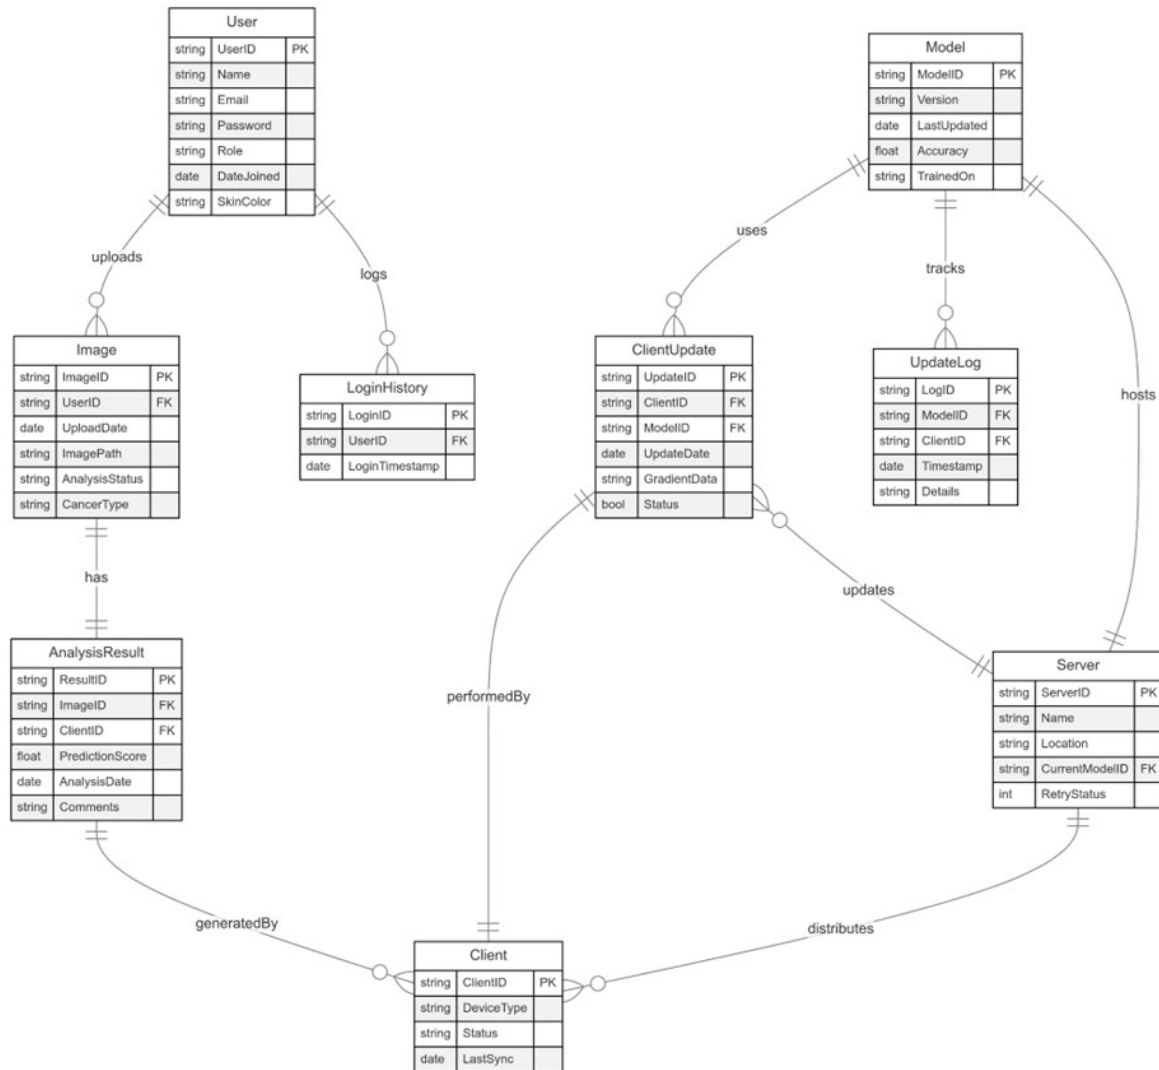 User
string UserID PK
string Name
string Email
string Password
string Role
date DateJoined
string SkinColor
Model
string ModelID PK
string Version
date LastUpdated
float Accuracy
string TrainedOn
uploads
logs
uses
tracks
hosts
Image
string ImageID PK
string UserID FK
date UploadDate
string ImagePath
string AnalysisStatus
string CancerType
LoginHistory
string LoginID PK
string UserID FK
date LoginTimestamp
ClientUpdate
string UpdateID PK
string ClientID FK
string ModelID FK
date UpdateDate
string GradientData
bool Status
UpdateLog
string LogID PK
string ModelID FK
string ClientID FK
date Timestamp
string Details
has
updates
performedBy
AnalysisResult
string ResultID PK
string ImageID FK
string ClientID FK
float PredictionScore
date AnalysisDate
string Comments
Server
string ServerID PK
string Name
string Location
string CurrentModelID FK
int RetryStatus
generatedBy
distributes
Client
string ClientID PK
string DeviceType
string Status
date LastSync